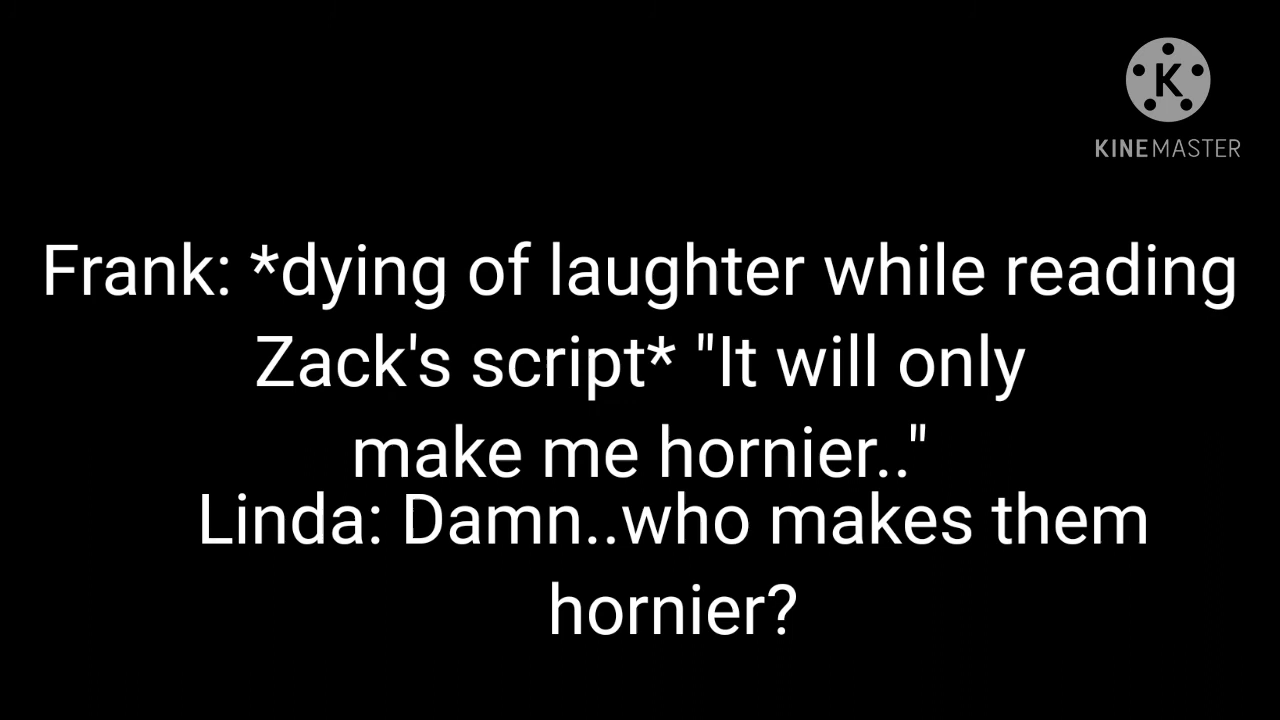 K
KINEMASTER
Frank: *dying of laughter while reading
Zack's script* "It will only
make me hornier.."
Linda: Damn..who makes them
hornier?